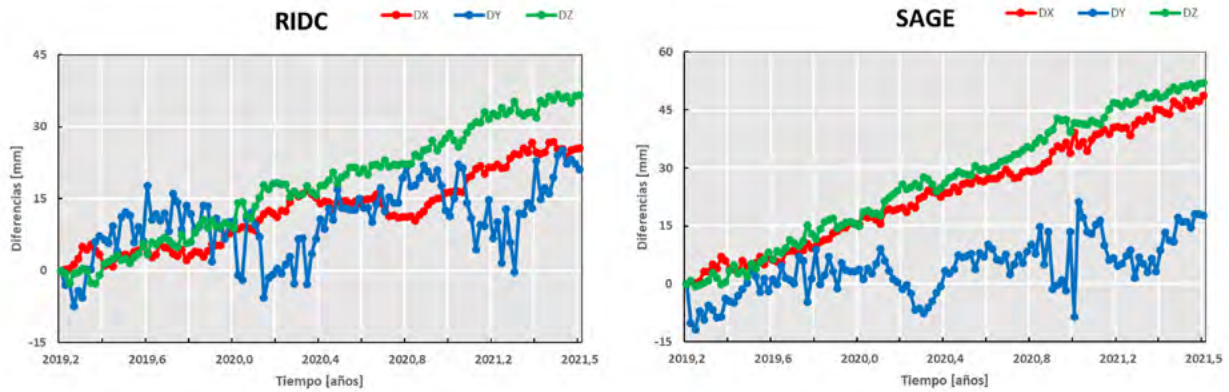 RIDC
DX DY DZ
45
30
15
0
-15
Diferencias [mm]
2019,2 2019,6 2020,0 2020,4 2020,8 2021,2 2021,5
Tiempo [años]
SAGE
DX DY DZ
60
45
30
15
0
-15
Diferencias [mm]
2019,2 2019,6 2020,0 2020,4 2020,8 2021,2 2021,5
Tiempo [años]